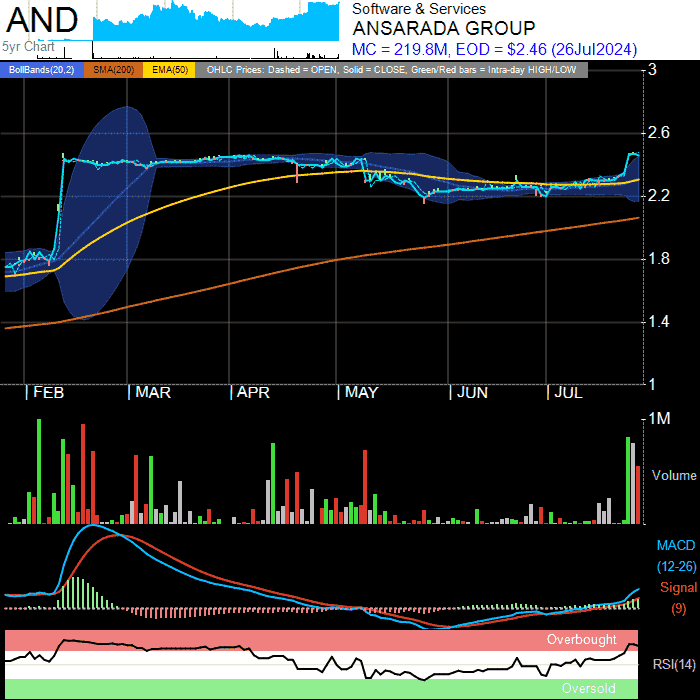 AND
5yr Chart
Software & Services
ANSARADA GROUP
MC = 219.8M, EOD = $2.46 (26Jul2024)
BollBands(20,2) SMA(200) EMA(50) OHLC Prices: Dashed = OPEN, Solid = CLOSE, Green/Red bars = Intra-day HIGH/LOW
3
2.6
2.2
1.8
1.4
1
| FEB | MAR | APR | MAY | JUN | JUL
1M
Volume
MACD
(12-26)
Signal
(9)
Overbought
RSI(14)
Oversold